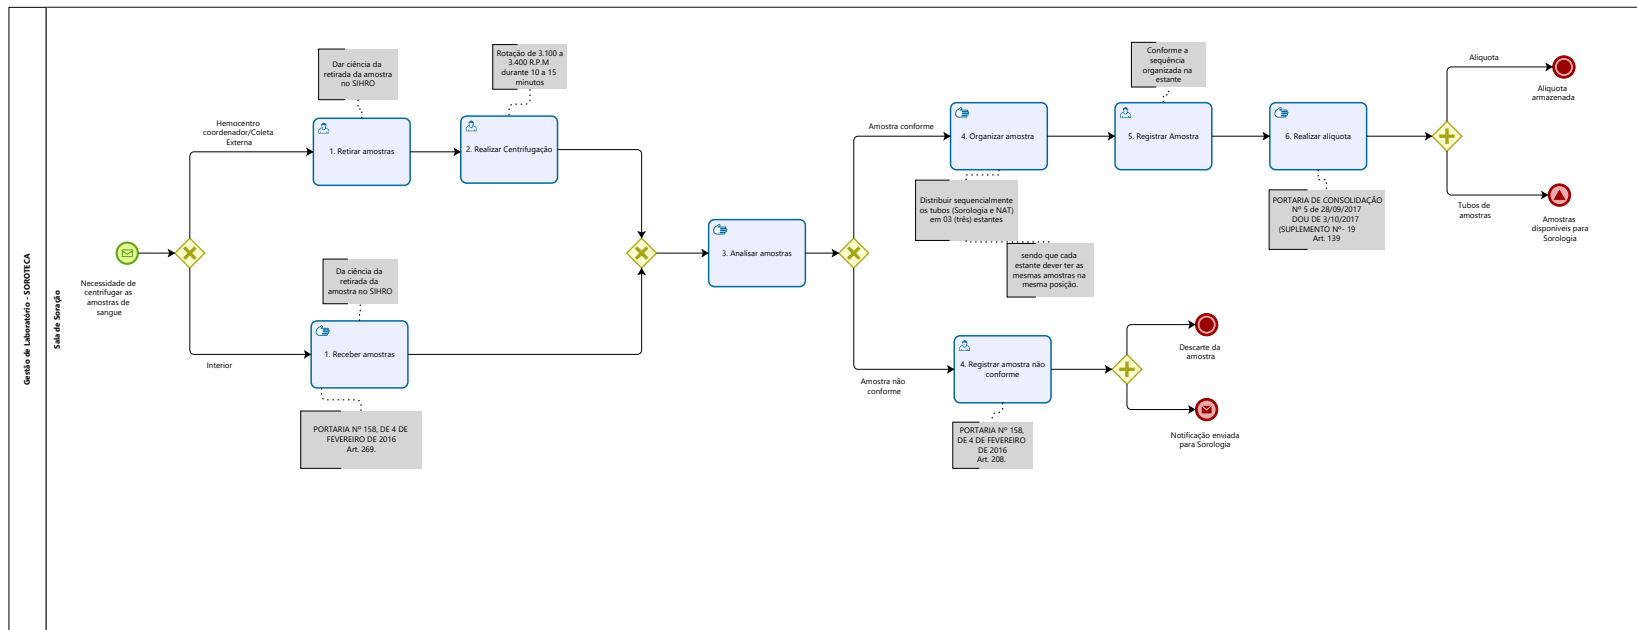 Gestão de Laboratório - SOROTECA
Sala de Soração
Necessidade de
centrifugar as
amostras de
sangue
Hemocentro
coordenador/Coleta
Externa
Interior
Dar ciência da
retirada da amostra
no SIHRO
1. Retirar amostras
Rotação de 3.100 a
3.400 R.P.M
durante 10 a 15
minutos
2. Realizar Centrifugação
Da ciência da
retirada da
amostra no SIHRO
1. Receber amostras
PORTARIA Nº 158, DE 4 DE
FEVEREIRO DE 2016
Art. 269.
3. Analisar amostras
Amostra conforme
Amostra não
conforme
4. Organizar amostra
Distribuir sequencialmente
os tubos (Sorologia e NAT)
em 03 (três) estantes
sendo que cada
estante dever ter as
mesmas amostras na
mesma posição.
Conforme a
sequência
organizada na
estante
5. Registrar Amostra
6. Realizar alíquota
PORTARIA DE CONSOLIDAÇÃO
Nº 5 de 28/09/2017
DOU DE 3/10/2017
(SUPLEMENTO Nº- 19
Art. 139
Alíquota
Alíquota
armazenada
Tubos de
amostras
Amostras
disponíveis para
Sorologia
4. Registrar amostra não
conforme
PORTARIA Nº 158,
DE 4 DE FEVEREIRO
DE 2016
Art. 208.
Descarte da
amostra
Notificação enviada
para Sorologia